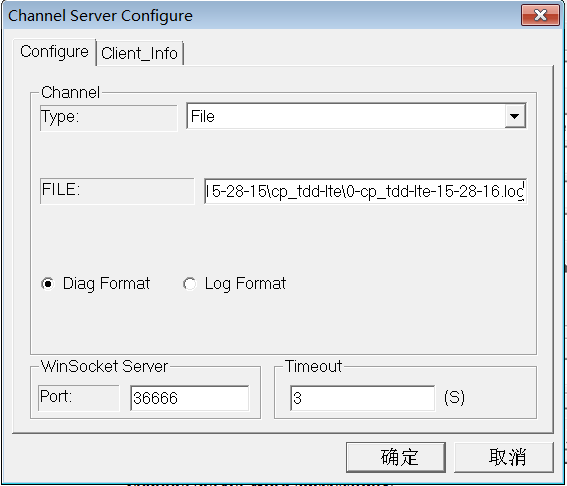 Channel Server Configure
Configure Client_Info
Channel
Type: File
FILE: 15-28-15\cp_tdd-lte\0-cp_tdd-lte-15-28-16.log
Diag Format Log Format
WinSocket Server Timeout
Port: 36666 3 (S)
确定 取消